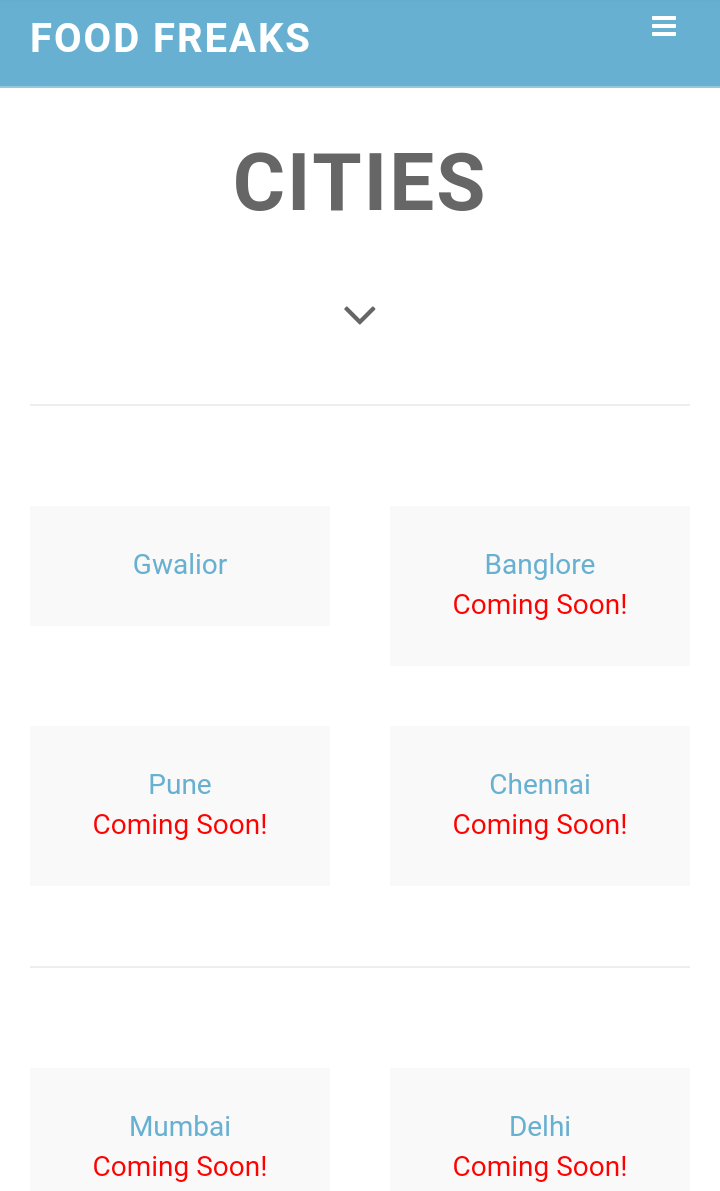 FOOD FREAKS
CITIES
Gwalior
Banglore
Coming Soon!
Pune
Coming Soon!
Chennai
Coming Soon!
Mumbai
Coming Soon!
Delhi
Coming Soon!